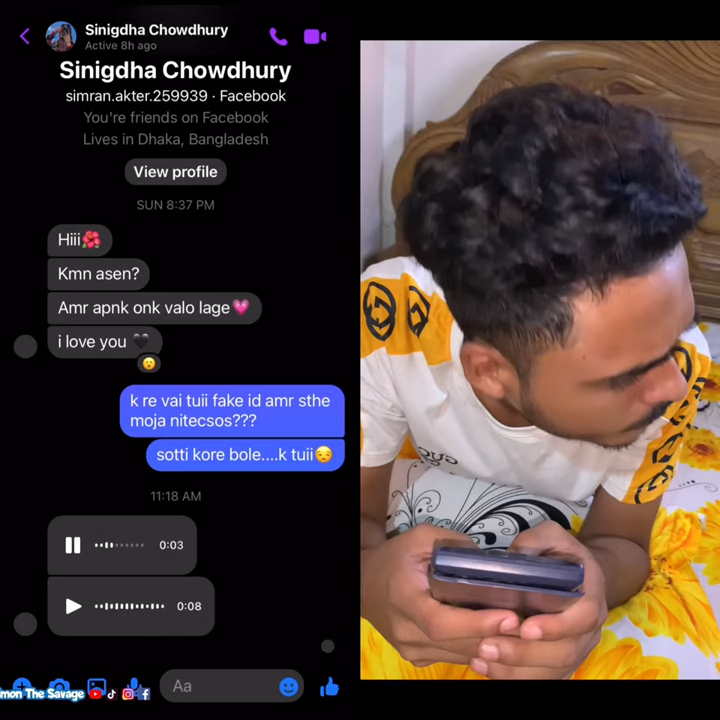 Sinigdha Chowdhury
Active 8h ago
Sinigdha Chowdhury
simran.akter.259939 · Facebook
You're friends on Facebook
Lives in Dhaka, Bangladesh
View profile
SUN 8:37 PM
Hiii🌺
Kmn asen?
Amr apnk onk valo lage💗
i love you 🖤
😮
k re vai tuii fake id amr sthe
moja nitecsos???
sotti kore bole....k tuii😒
11:18 AM
0:03
0:08
Aa
mon The Savage